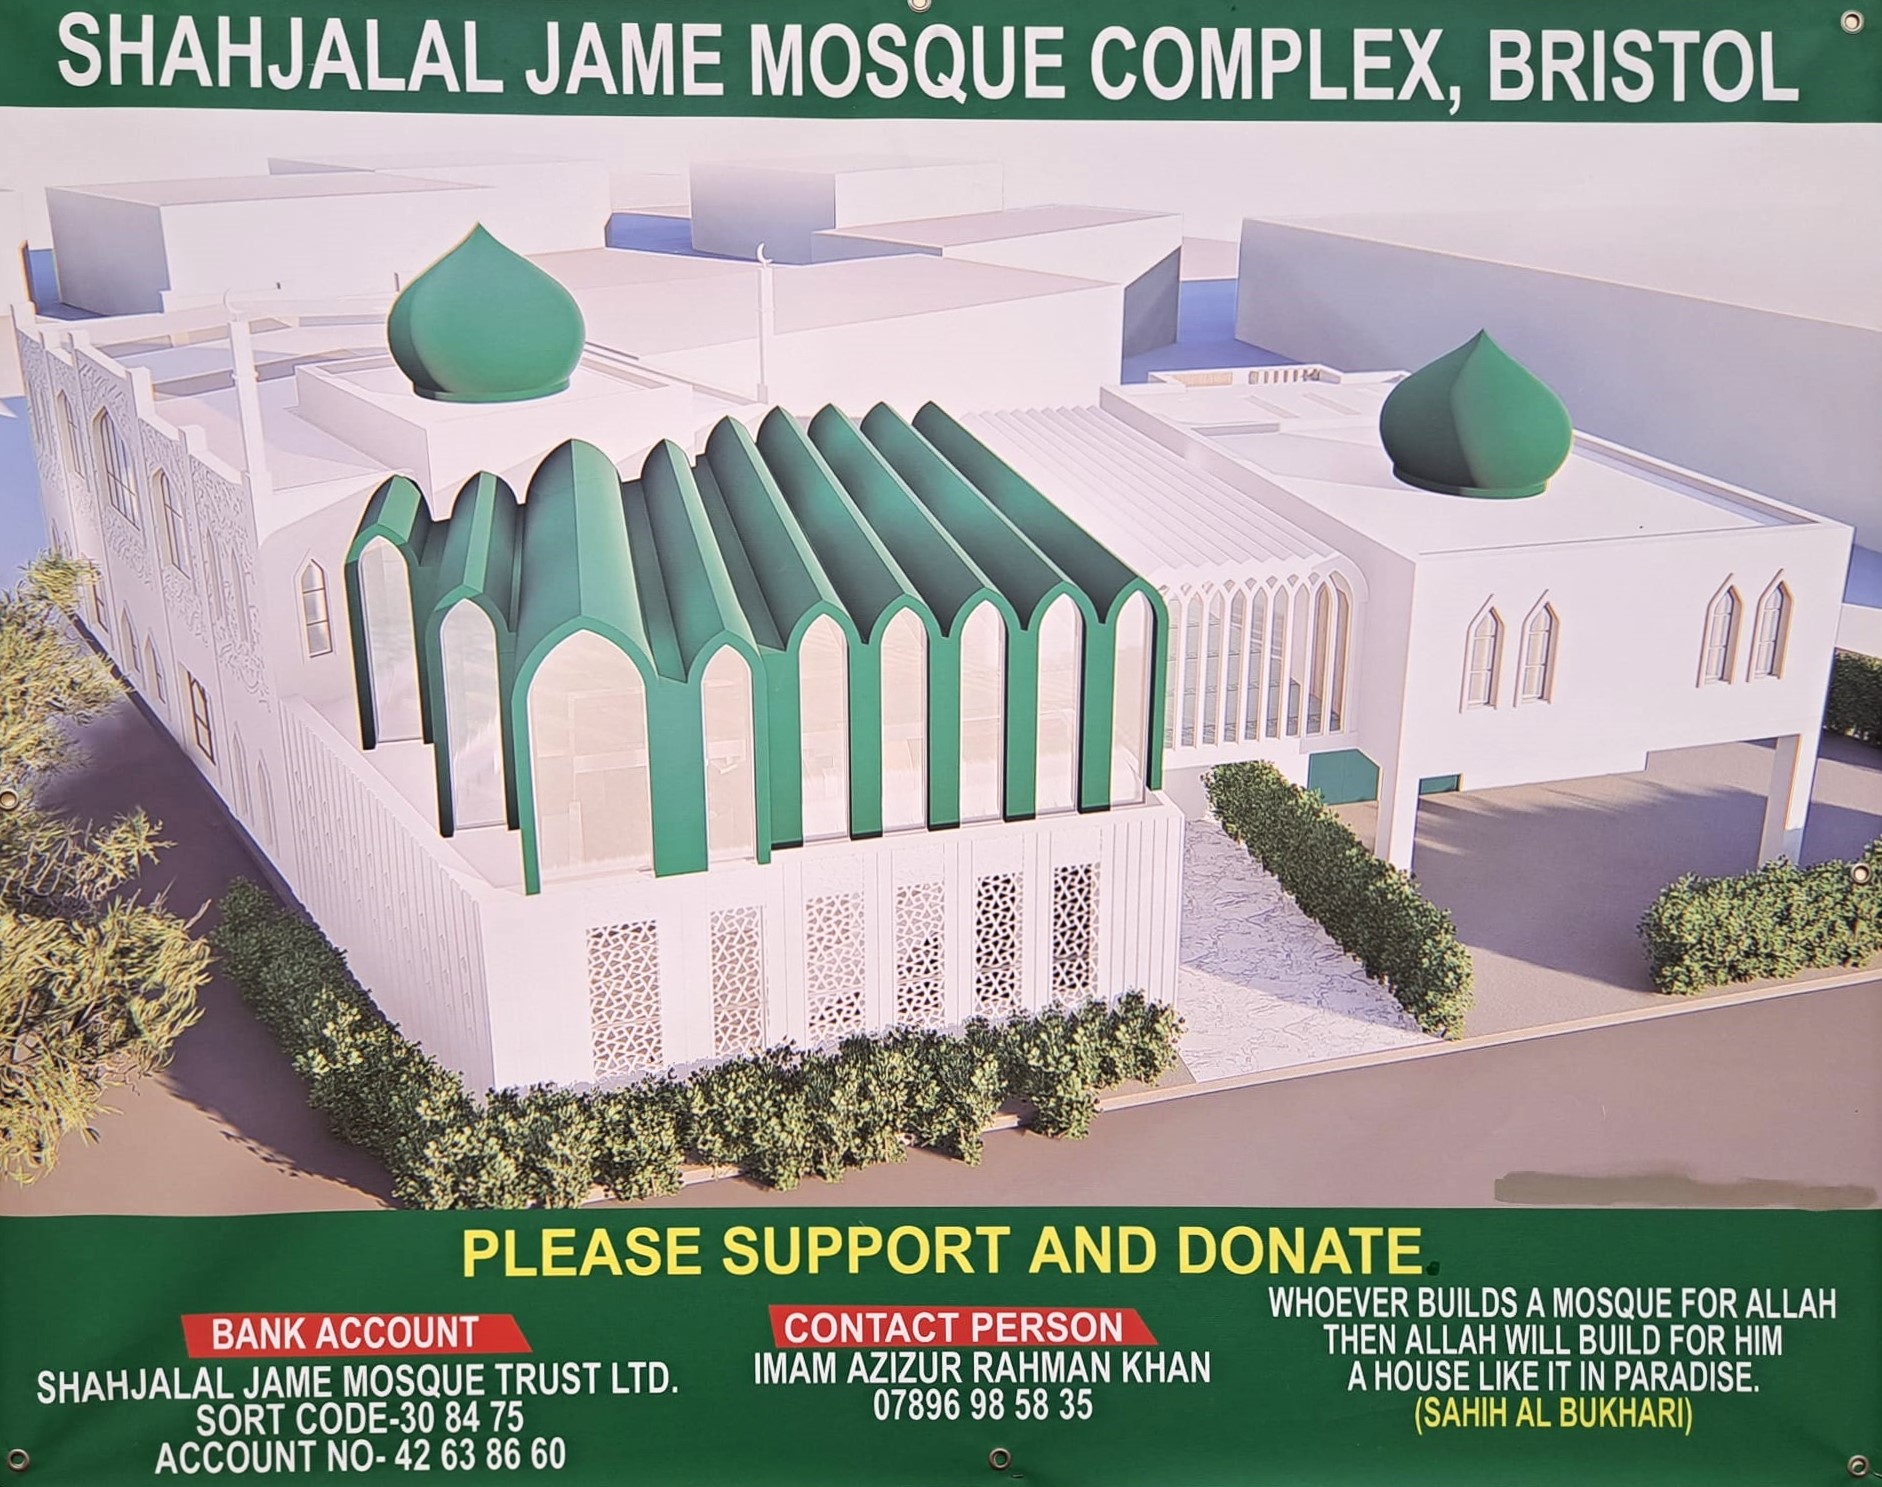 SHAHJALAL JAME MOSQUE COMPLEX, BRISTOL
PLEASE SUPPORT AND DONATE.
BANK ACCOUNT
SHAHJALAL JAME MOSQUE TRUST LTD.
SORT CODE-30 84 75
ACCOUNT NO- 42 63 86 60
CONTACT PERSON
IMAM AZIZUR RAHMAN KHAN
07896 98 58 35
WHOEVER BUILDS A MOSQUE FOR ALLAH
THEN ALLAH WILL BUILD FOR HIM
A HOUSE LIKE IT IN PARADISE.
(SAHIH AL BUKHARI)